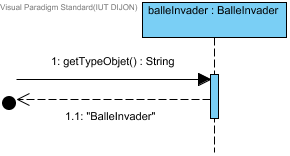 Visual Paradigm Standard(IUT DIJON)
balleInvader : BalleInvader
1: getTypeObjet() : String
1.1: "BalleInvader"